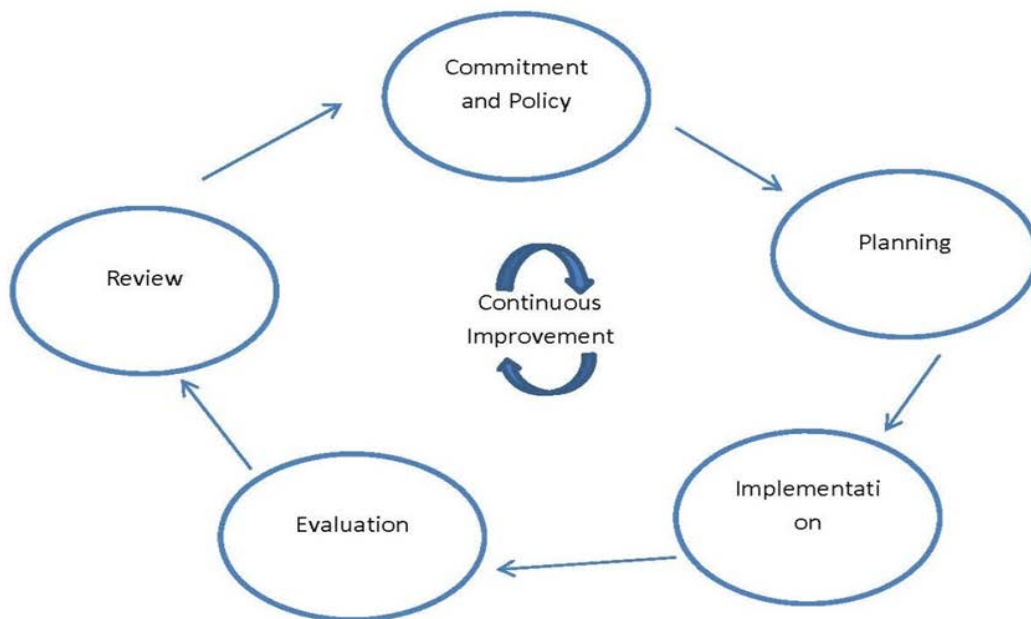 Commitment
and Policy
Planning
Implementati
on
Evaluation
Review
Continuous
Improvement